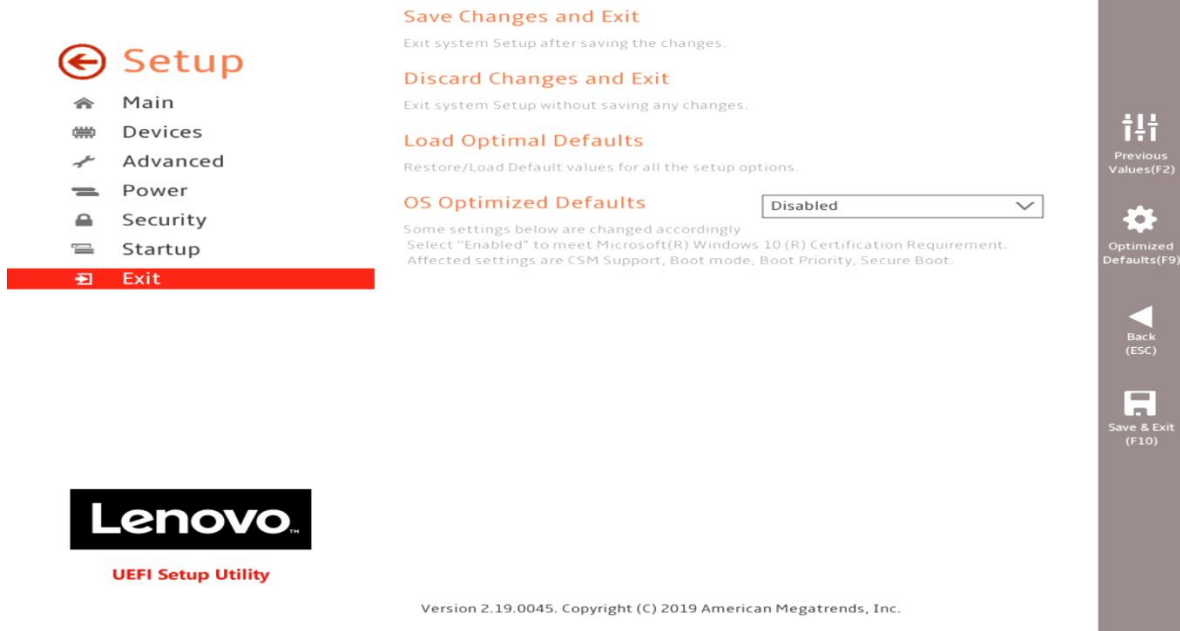 Setup
Main
Devices
Advanced
Power
Security
Startup
Exit
Lenovo™
UEFI Setup Utility
Save Changes and Exit
Exit system Setup after saving the changes.
Discard Changes and Exit
Exit system Setup without saving any changes.
Load Optimal Defaults
Restore/Load Default values for all the setup options.
OS Optimized Defaults
Disabled
Some settings below are changed accordingly
Select "Enabled" to meet Microsoft(R) Windows 10 (R) Certification Requirement.
Affected settings are CSM Support, Boot mode, Boot Priority, Secure Boot.
Previous
Values(F2)
Optimized
Defaults(F9)
Back
(ESC)
Save & Exit
(F10)
Version 2.19.0045. Copyright (C) 2019 American Megatrends, Inc.